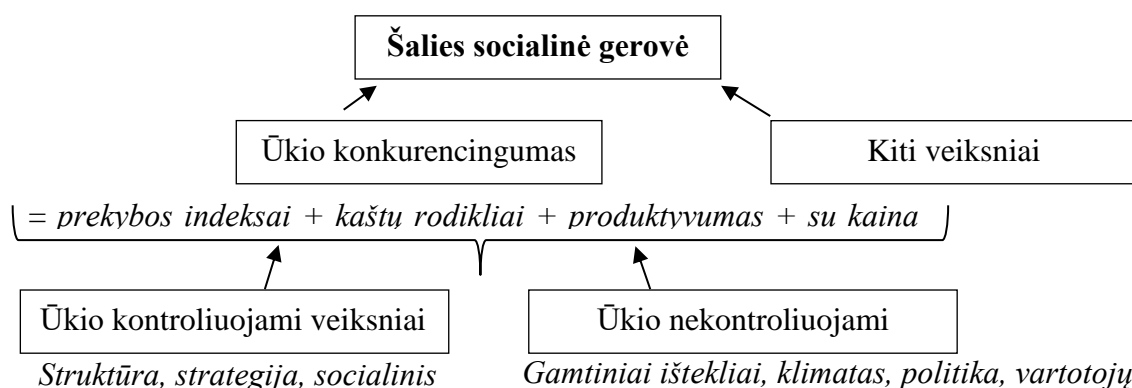 Šalies socialinė gerovė
Ūkio konkurencingumas
Kiti veiksniai
= prekybos indeksai + kaštų rodikliai + produktyvumas + su kaina
Ūkio kontroliuojami veiksniai
Ūkio nekontroliuojami
Struktūra, strategija, socialinis
Gamtiniai ištekliai, klimatas, politika, vartotojų